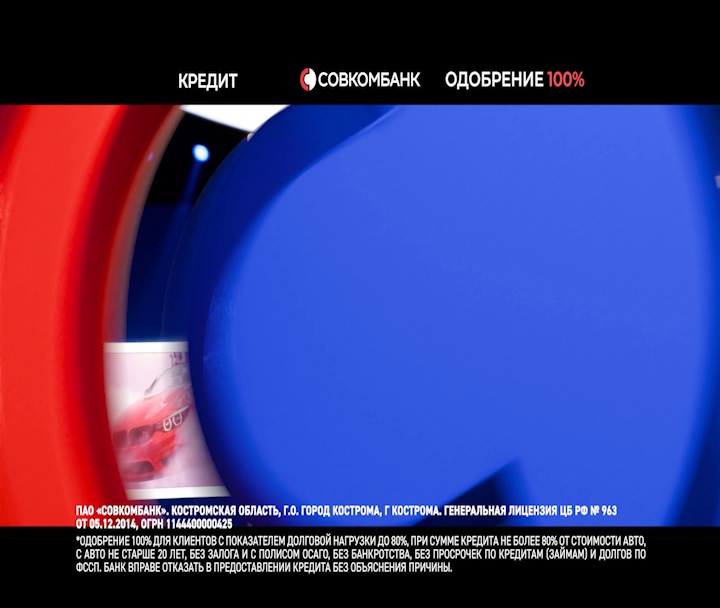 КРЕДИТ СОВКОМБАНК ОДОБРЕНИЕ 100%
ПАО «СОВКОМБАНК». КОСТРОМСКАЯ ОБЛАСТЬ, Г.О. ГОРОД КОСТРОМА, Г КОСТРОМА. ГЕНЕРАЛЬНАЯ ЛИЦЕНЗИЯ ЦБ РФ № 963
ОТ 05.12.2014, ОГРН 1144400000425
*ОДОБРЕНИЕ 100% ДЛЯ КЛИЕНТОВ С ПОКАЗАТЕЛЕМ ДОЛГОВОЙ НАГРУЗКИ ДО 80%, ПРИ СУММЕ КРЕДИТА НЕ БОЛЕЕ 80% ОТ СТОИМОСТИ АВТО,
С АВТО НЕ СТАРШЕ 20 ЛЕТ, БЕЗ ЗАЛОГА И С ПОЛИСОМ ОСАГО, БЕЗ БАНКРОТСТВА, БЕЗ ПРОСРОЧЕК ПО КРЕДИТАМ (ЗАЙМАМ) И ДОЛГОВ ПО
ФССП. БАНК ВПРАВЕ ОТКАЗАТЬ В ПРЕДОСТАВЛЕНИИ КРЕДИТА БЕЗ ОБЪЯСНЕНИЯ ПРИЧИНЫ.